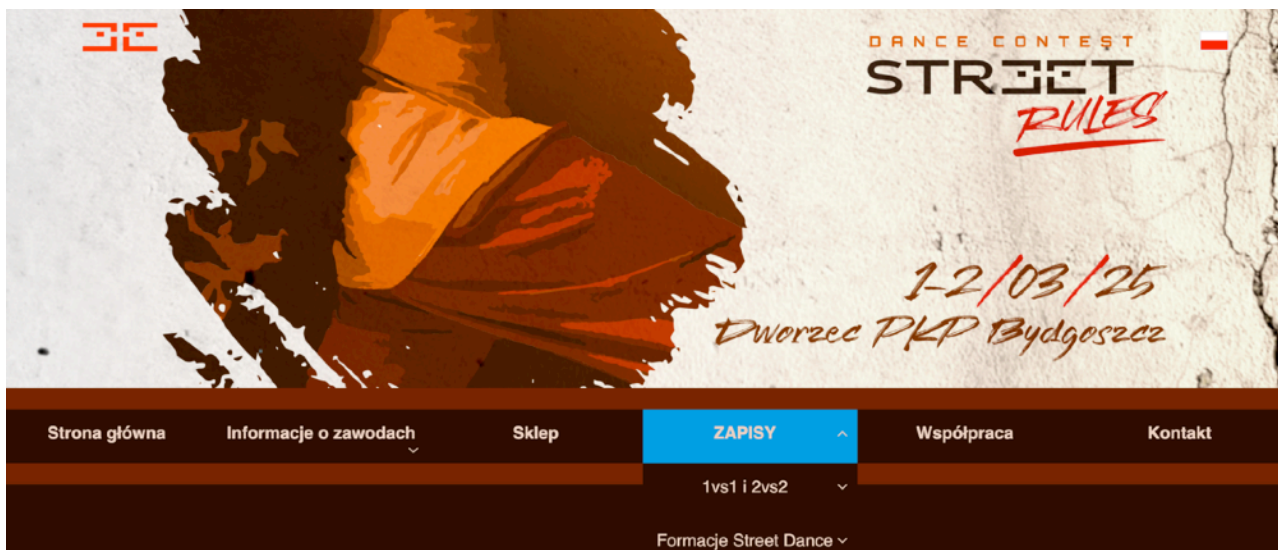 DANCE CONTEST
STREET
RULES
1-2/03/25
Dworzec PKP Bydgoszcz
Strona główna
Informacje o zawodach
Sklep
ZAPISY
Współpraca
Kontakt
1vs1 i 2vs2
Formacje Street Dance